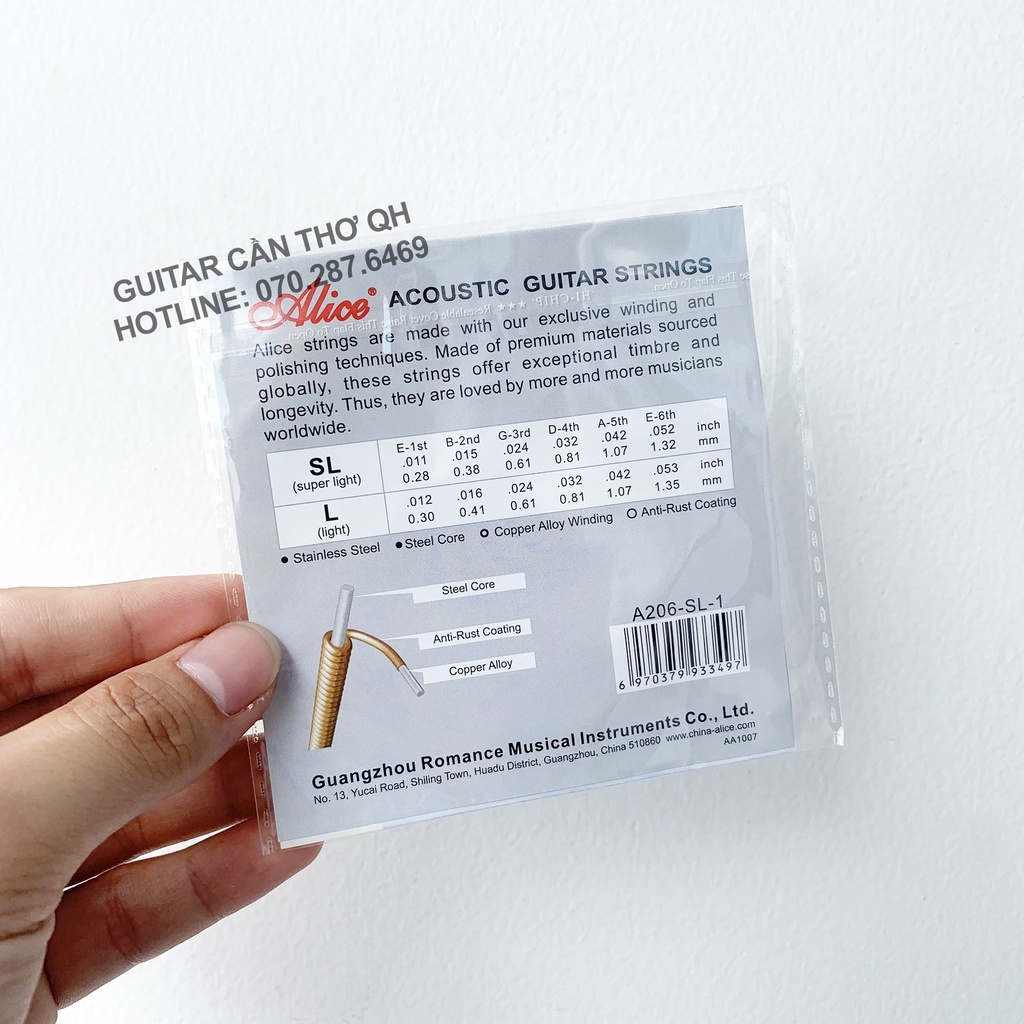 GUITAR CẦN THƠ QH
HOTLINE: 070.287.6469
Alice® ACOUSTIC GUITAR STRINGS
Alice strings are made with our exclusive winding and
polishing techniques. Made of premium materials sourced
globally, these strings offer exceptional timbre and
longevity. Thus, they are loved by more and more musicians
worldwide.
E-1st B-2nd G-3rd D-4th A-5th E-6th
SL .011 .015 .024 .032 .042 .052 inch
(super light) 0.28 0.38 0.61 0.81 1.07 1.32 mm
L .012 .016 .024 .032 .042 .053 inch
(light) 0.30 0.41 0.61 0.81 1.07 1.35 mm
● Stainless Steel ● Steel Core O Copper Alloy Winding O Anti-Rust Coating
Steel Core
Anti-Rust Coating
Copper Alloy
A206-SL-1
6 970379 933497
Guangzhou Romance Musical Instruments Co., Ltd.
No. 13, Yucai Road, Shiling Town, Huadu District, Guangzhou, China 510860 www.china-alice.com
AA1007